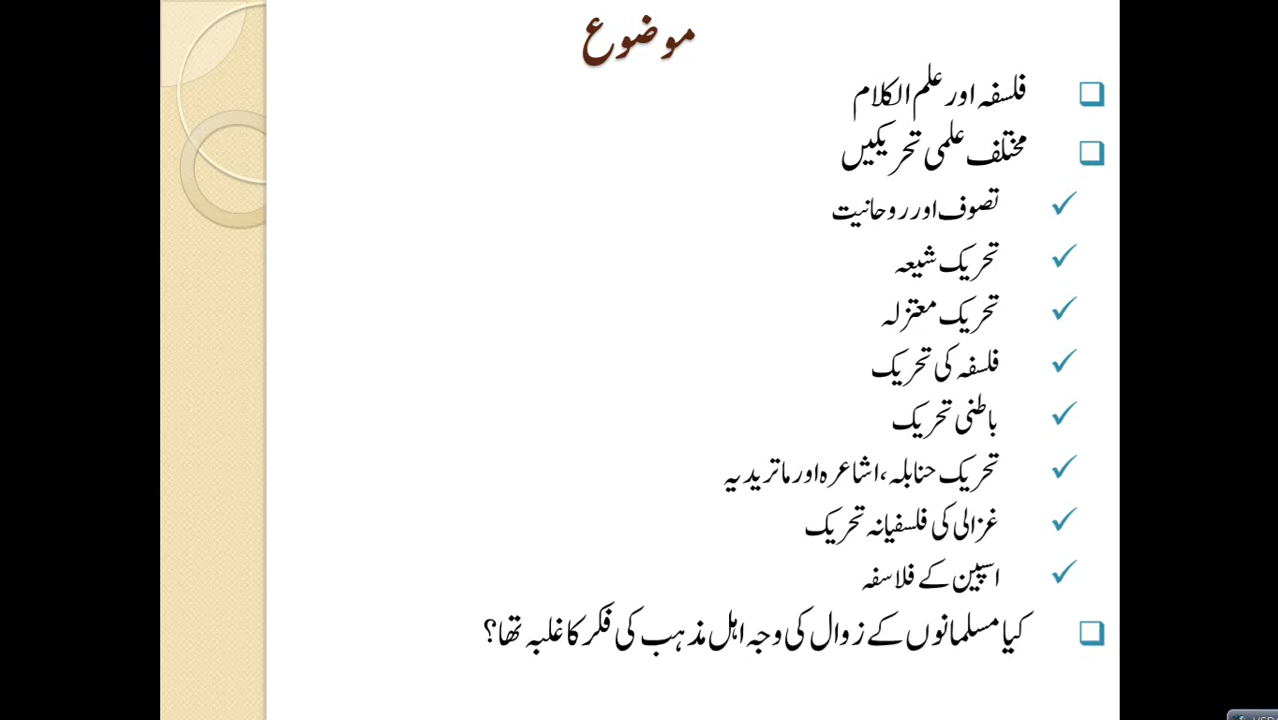 موضوع
فلسفہ اور علم الکلام
مختلف علمی تحریکیں
تصوف اور روحانیت
تحریک شیعہ
تحریک معتزلہ
فلسفہ کی تحریک
باطنی تحریک
تحریک حنابلہ، اشاعرہ اور ماتریدیہ
غزالی کی فلسفیانہ تحریک
اسپین کے فلاسفہ
کیا مسلمانوں کے زوال کی وجہ اہل مذہب کی فکر کا غلبہ تھا؟